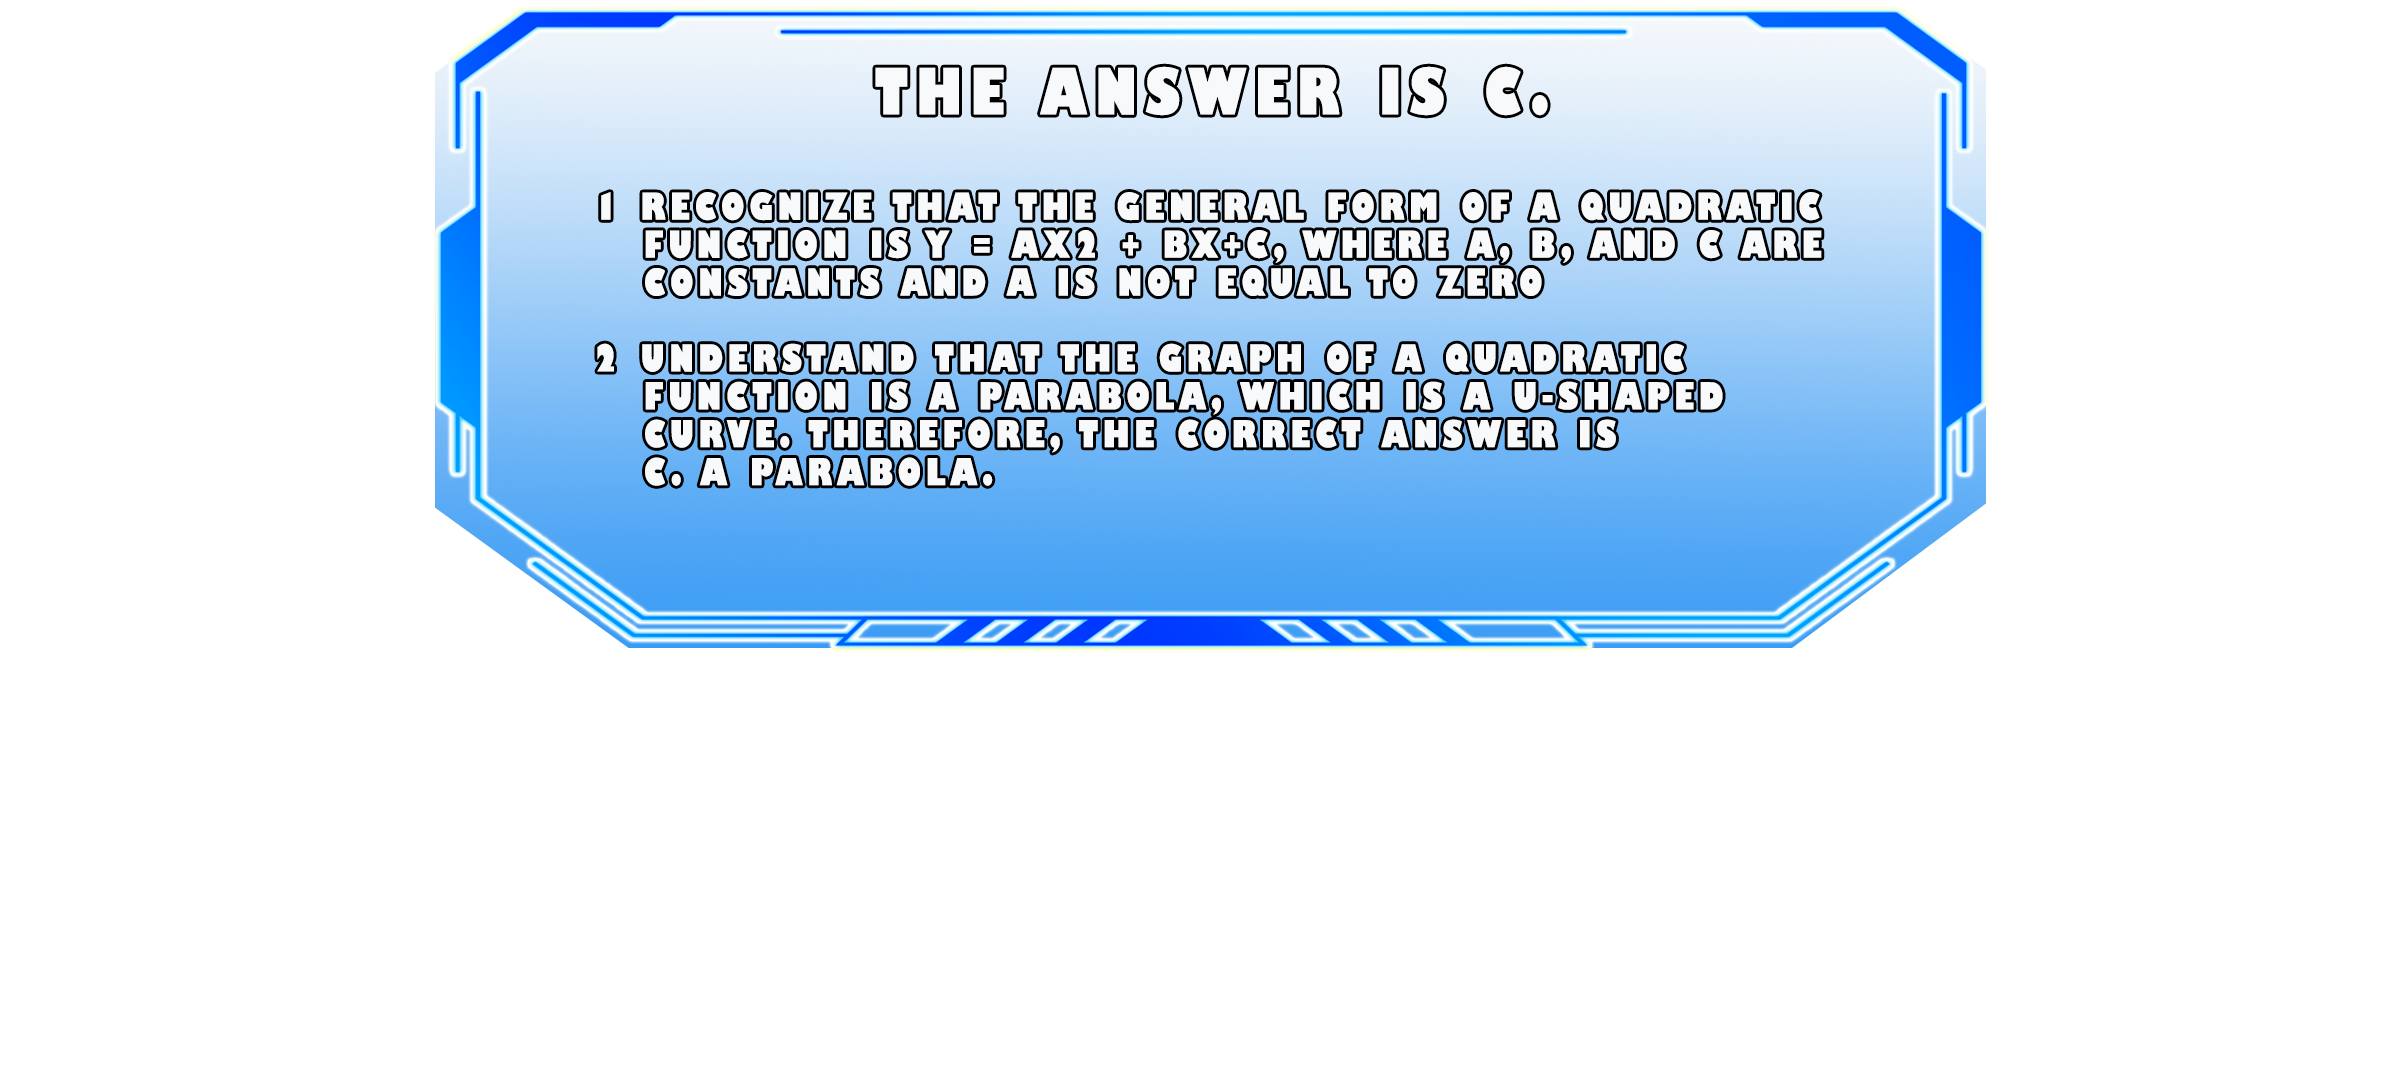 THE ANSWER IS C.
1 RECOGNIZE THAT THE GENERAL FORM OF A QUADRATIC
FUNCTION IS Y = AX2 + BX+C, WHERE A, B, AND C ARE
CONSTANTS AND A IS NOT EQUAL TO ZERO
2 UNDERSTAND THAT THE GRAPH OF A QUADRATIC
FUNCTION IS A PARABOLA, WHICH IS A U-SHAPED
CURVE. THEREFORE, THE CORRECT ANSWER IS
C. A PARABOLA.